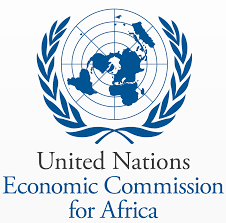 United Nations
Economic Commission
for Africa